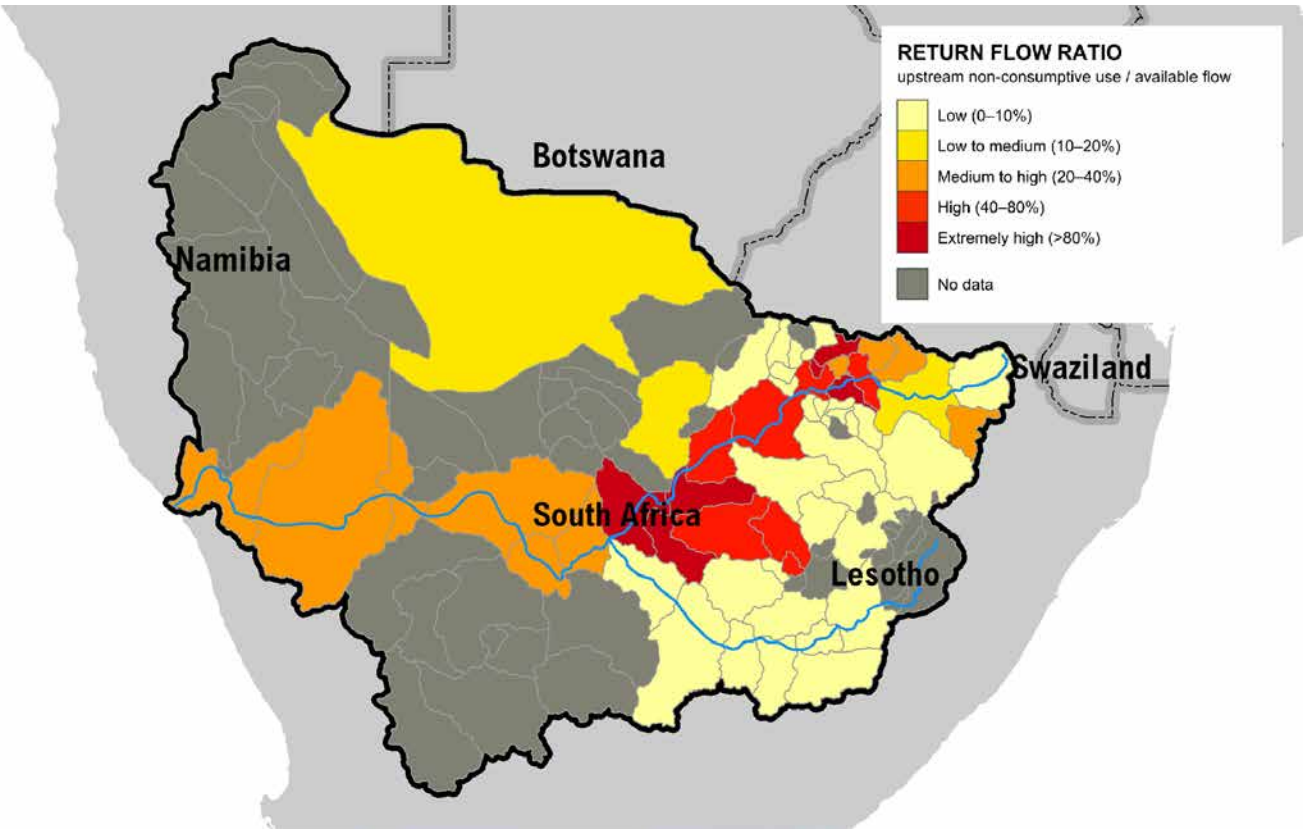 RETURN FLOW RATIO
upstream non-consumptive use / available flow
Low (0–10%)
Low to medium (10–20%)
Medium to high (20–40%)
High (40–80%)
Extremely high (>80%)
No data
Botswana
Namibia
Swaziland
South Africa
Lesotho